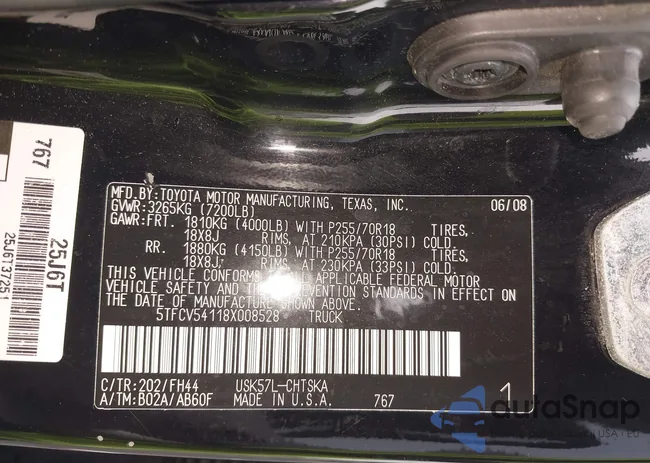 MFD.BY:TOYOTA MOTOR MANUFACTURING, TEXAS, INC. 06/08
GVWR:3265KG (7200LB)
GAWR:FRT. 1810KG (4000LB) WITH P255/70R18 TIRES,
18X8J RIMS, AT 210KPA (30PSI) COLD.
RR. 1880KG (4150LB) WITH P255/70R18 TIRES,
18X8J RIMS, AT 230KPA (33PSI) COLD.
THIS VEHICLE CONFORMS APPLICABLE FEDERAL MOTOR
VEHICLE SAFETY AND THEFT PREVENTION STANDARDS IN EFFECT ON
THE DATE OF MANUFACTURE SHOWN ABOVE.
5TFCV54118X008528 TRUCK
C/TR:202/FH44 USK57L-CHTSKA
A/TM:B02A/AB60F MADE IN U.S.A. 767 1
767
25J6T
25J6T37251
autoSnap